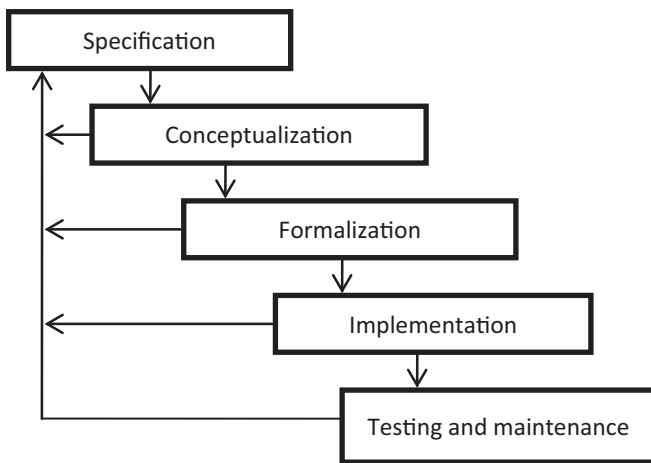 Specification
Conceptualization
Formalization
Implementation
Testing and maintenance